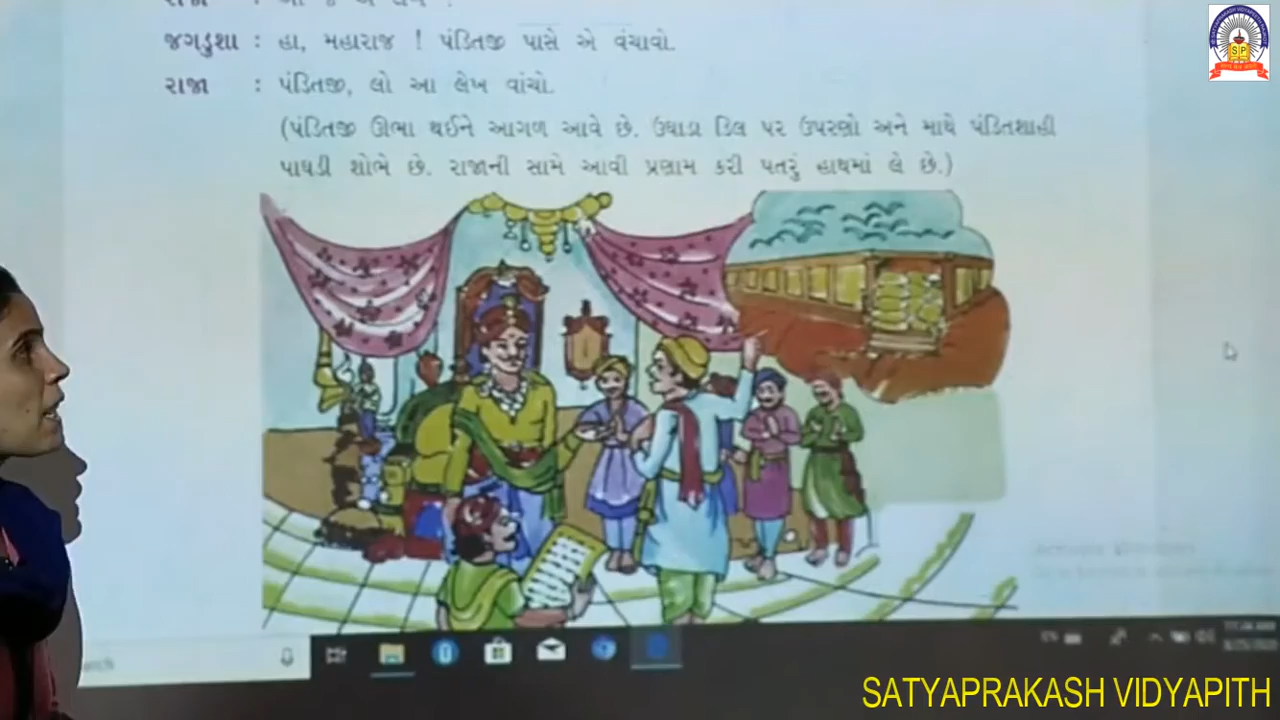 જગડુશા : હા, મહારાજ ! પંડિતજી પાસે એ વંચાવો.
રાજા : પંડિતજી, લો આ લેખ વાંચો.
(પંડિતજી ઊભા થઈને આગળ આવે છે. ઉઘાડા ડિલ પર ઉપરણો અને માથે પંડિતશાહી
પાઘડી શોભે છે. રાજાની સામે આવી પ્રણામ કરી પતરું હાથમાં લે છે.)
SP
SATYAPRAKASH VIDYAPITH